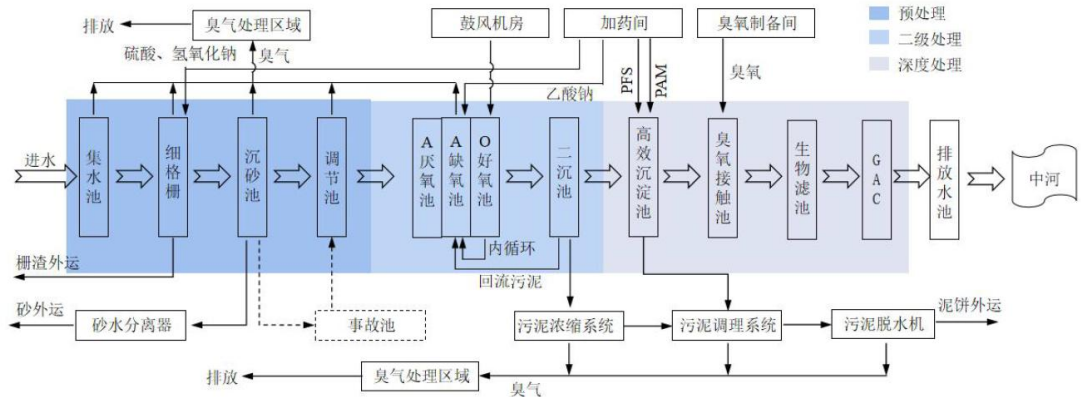 排放
臭气处理区域
鼓风机房
加药间
臭氧制备间
预处理
二级处理
深度处理
硫酸、氢氧化钠
臭气
乙酸钠
PFS
PAM
臭氧
进水
集水池
细格栅
沉砂池
调节池
A厌氧池
A缺氧池
O好氧池
二沉池
高效沉淀池
臭氧接触池
生物滤池
GAC
排放水池
中河
内循环
回流污泥
栅渣外运
砂外运
砂水分离器
事故池
污泥浓缩系统
污泥调理系统
污泥脱水机
泥饼外运
排放
臭气处理区域
臭气